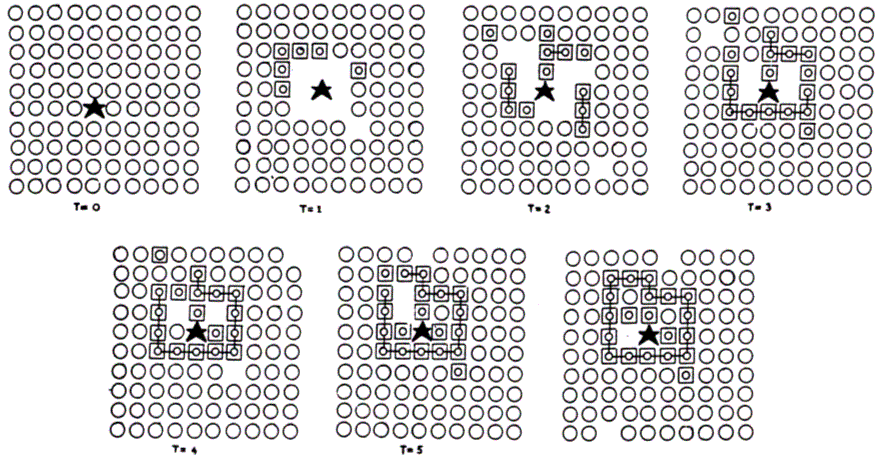 T= 0
T= 1
T= 2
T= 3
T= 4
T= 5